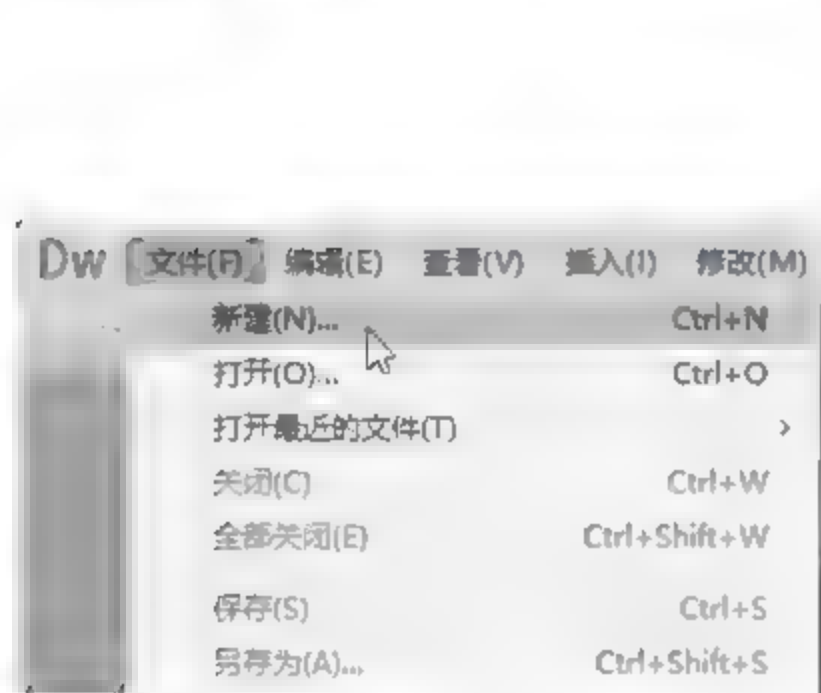 Dw 文件(F) 编辑(E) 查看(V) 插入(I) 修改(M)
新建(N)... Ctrl+N
打开(O)... Ctrl+O
打开最近的文件(T) >
关闭(C) Ctrl+W
全部关闭(E) Ctrl+Shift+W
保存(S) Ctrl+S
另存为(A)... Ctrl+Shift+S